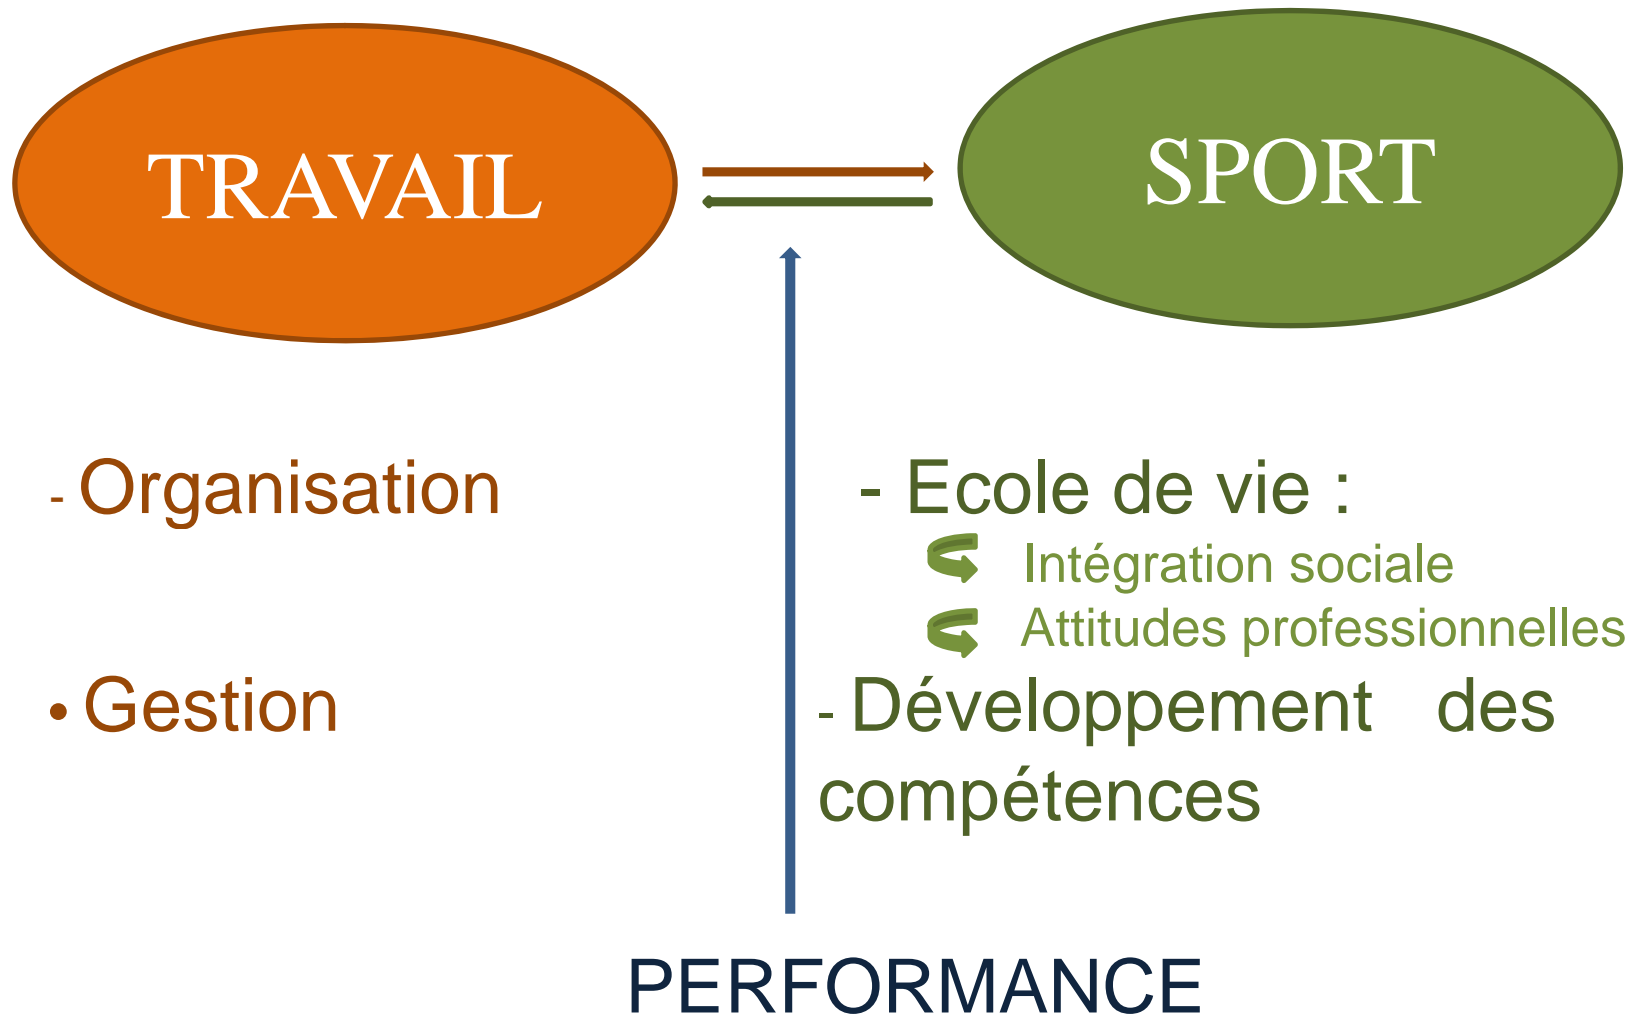 TRAVAIL
SPORT
- Organisation
• Gestion
- Ecole de vie :
Intégration sociale
Attitudes professionnelles
- Développement des
compétences
PERFORMANCE